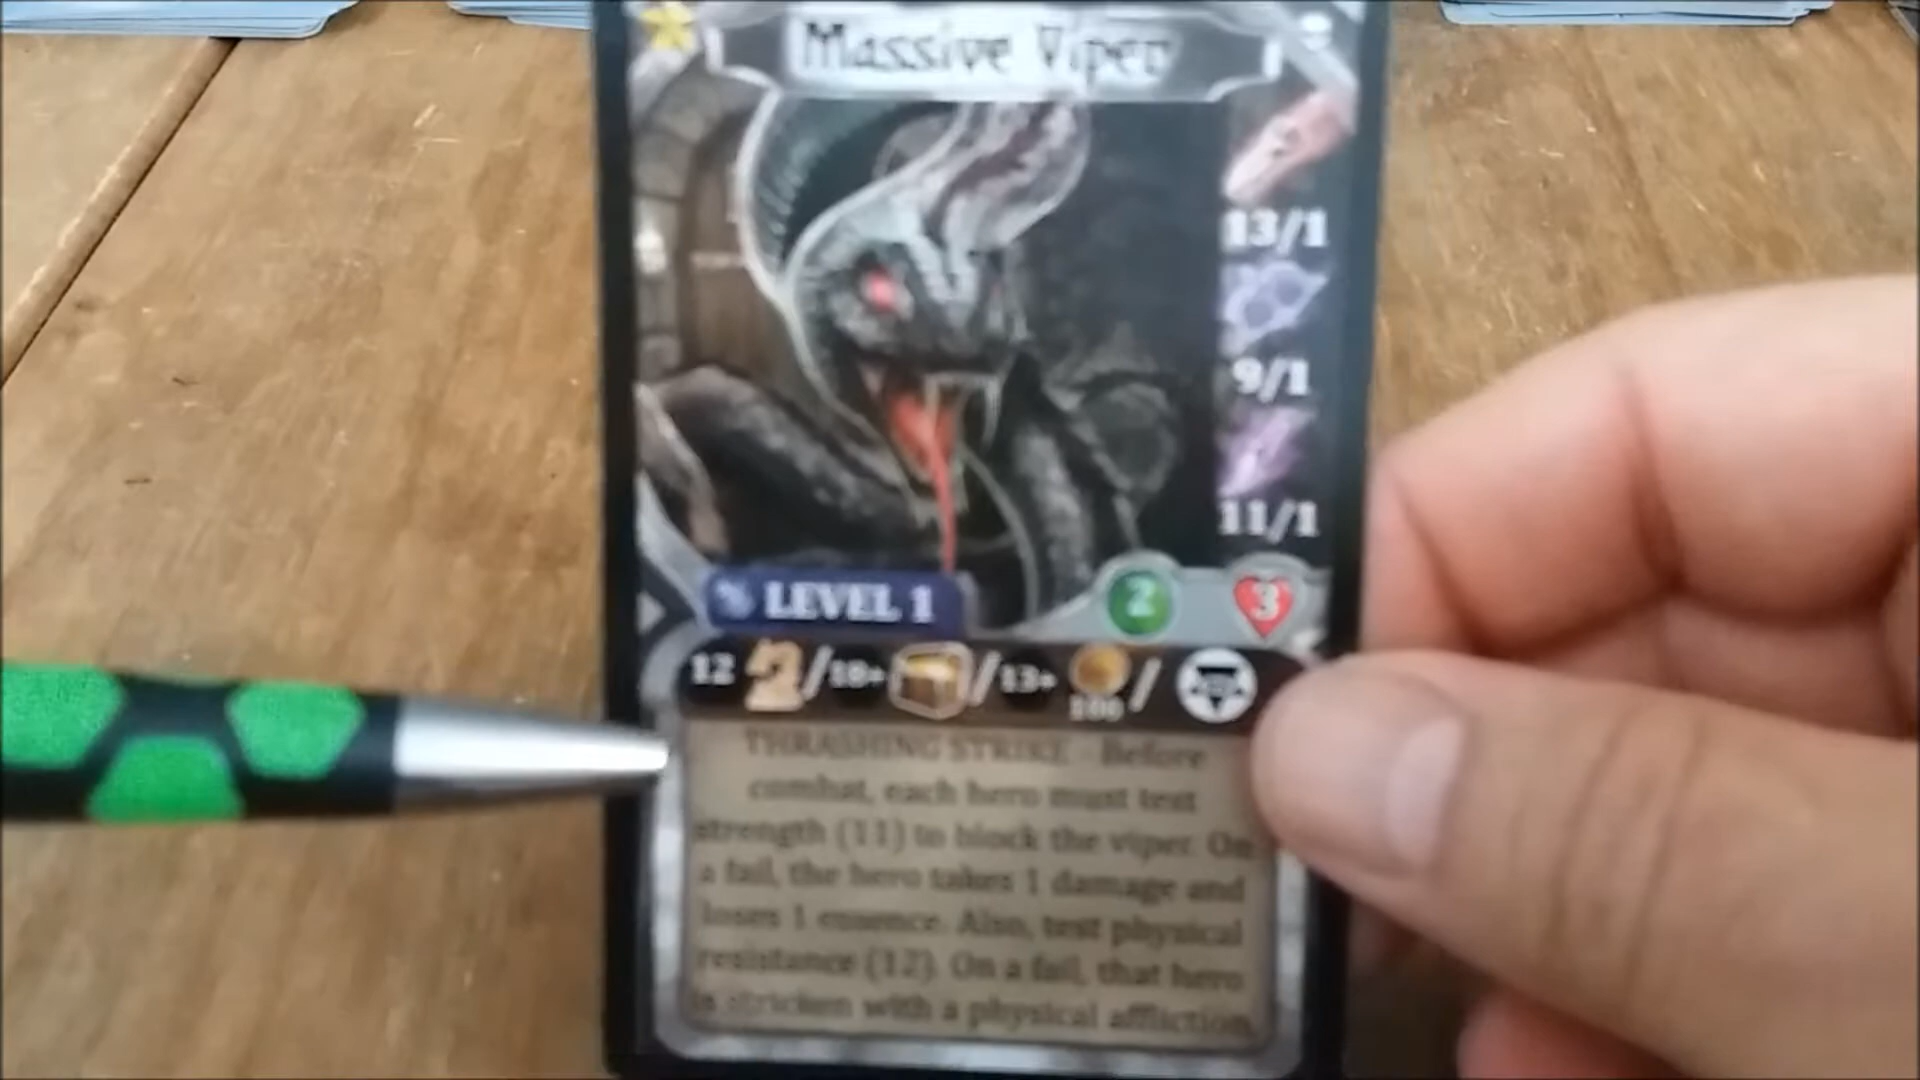 Massive Viper
13/1
9/1
11/1
LEVEL 1
2
3
12 /18+ /13+ 100 /
THRASHING STRIKE - Before
combat, each hero must test
strength (11) to block the viper. On
a fail, the hero takes 1 damage and
loses 1 essence. Also, test physical
resistance (12). On a fail, that hero
is stricken with a physical affliction.